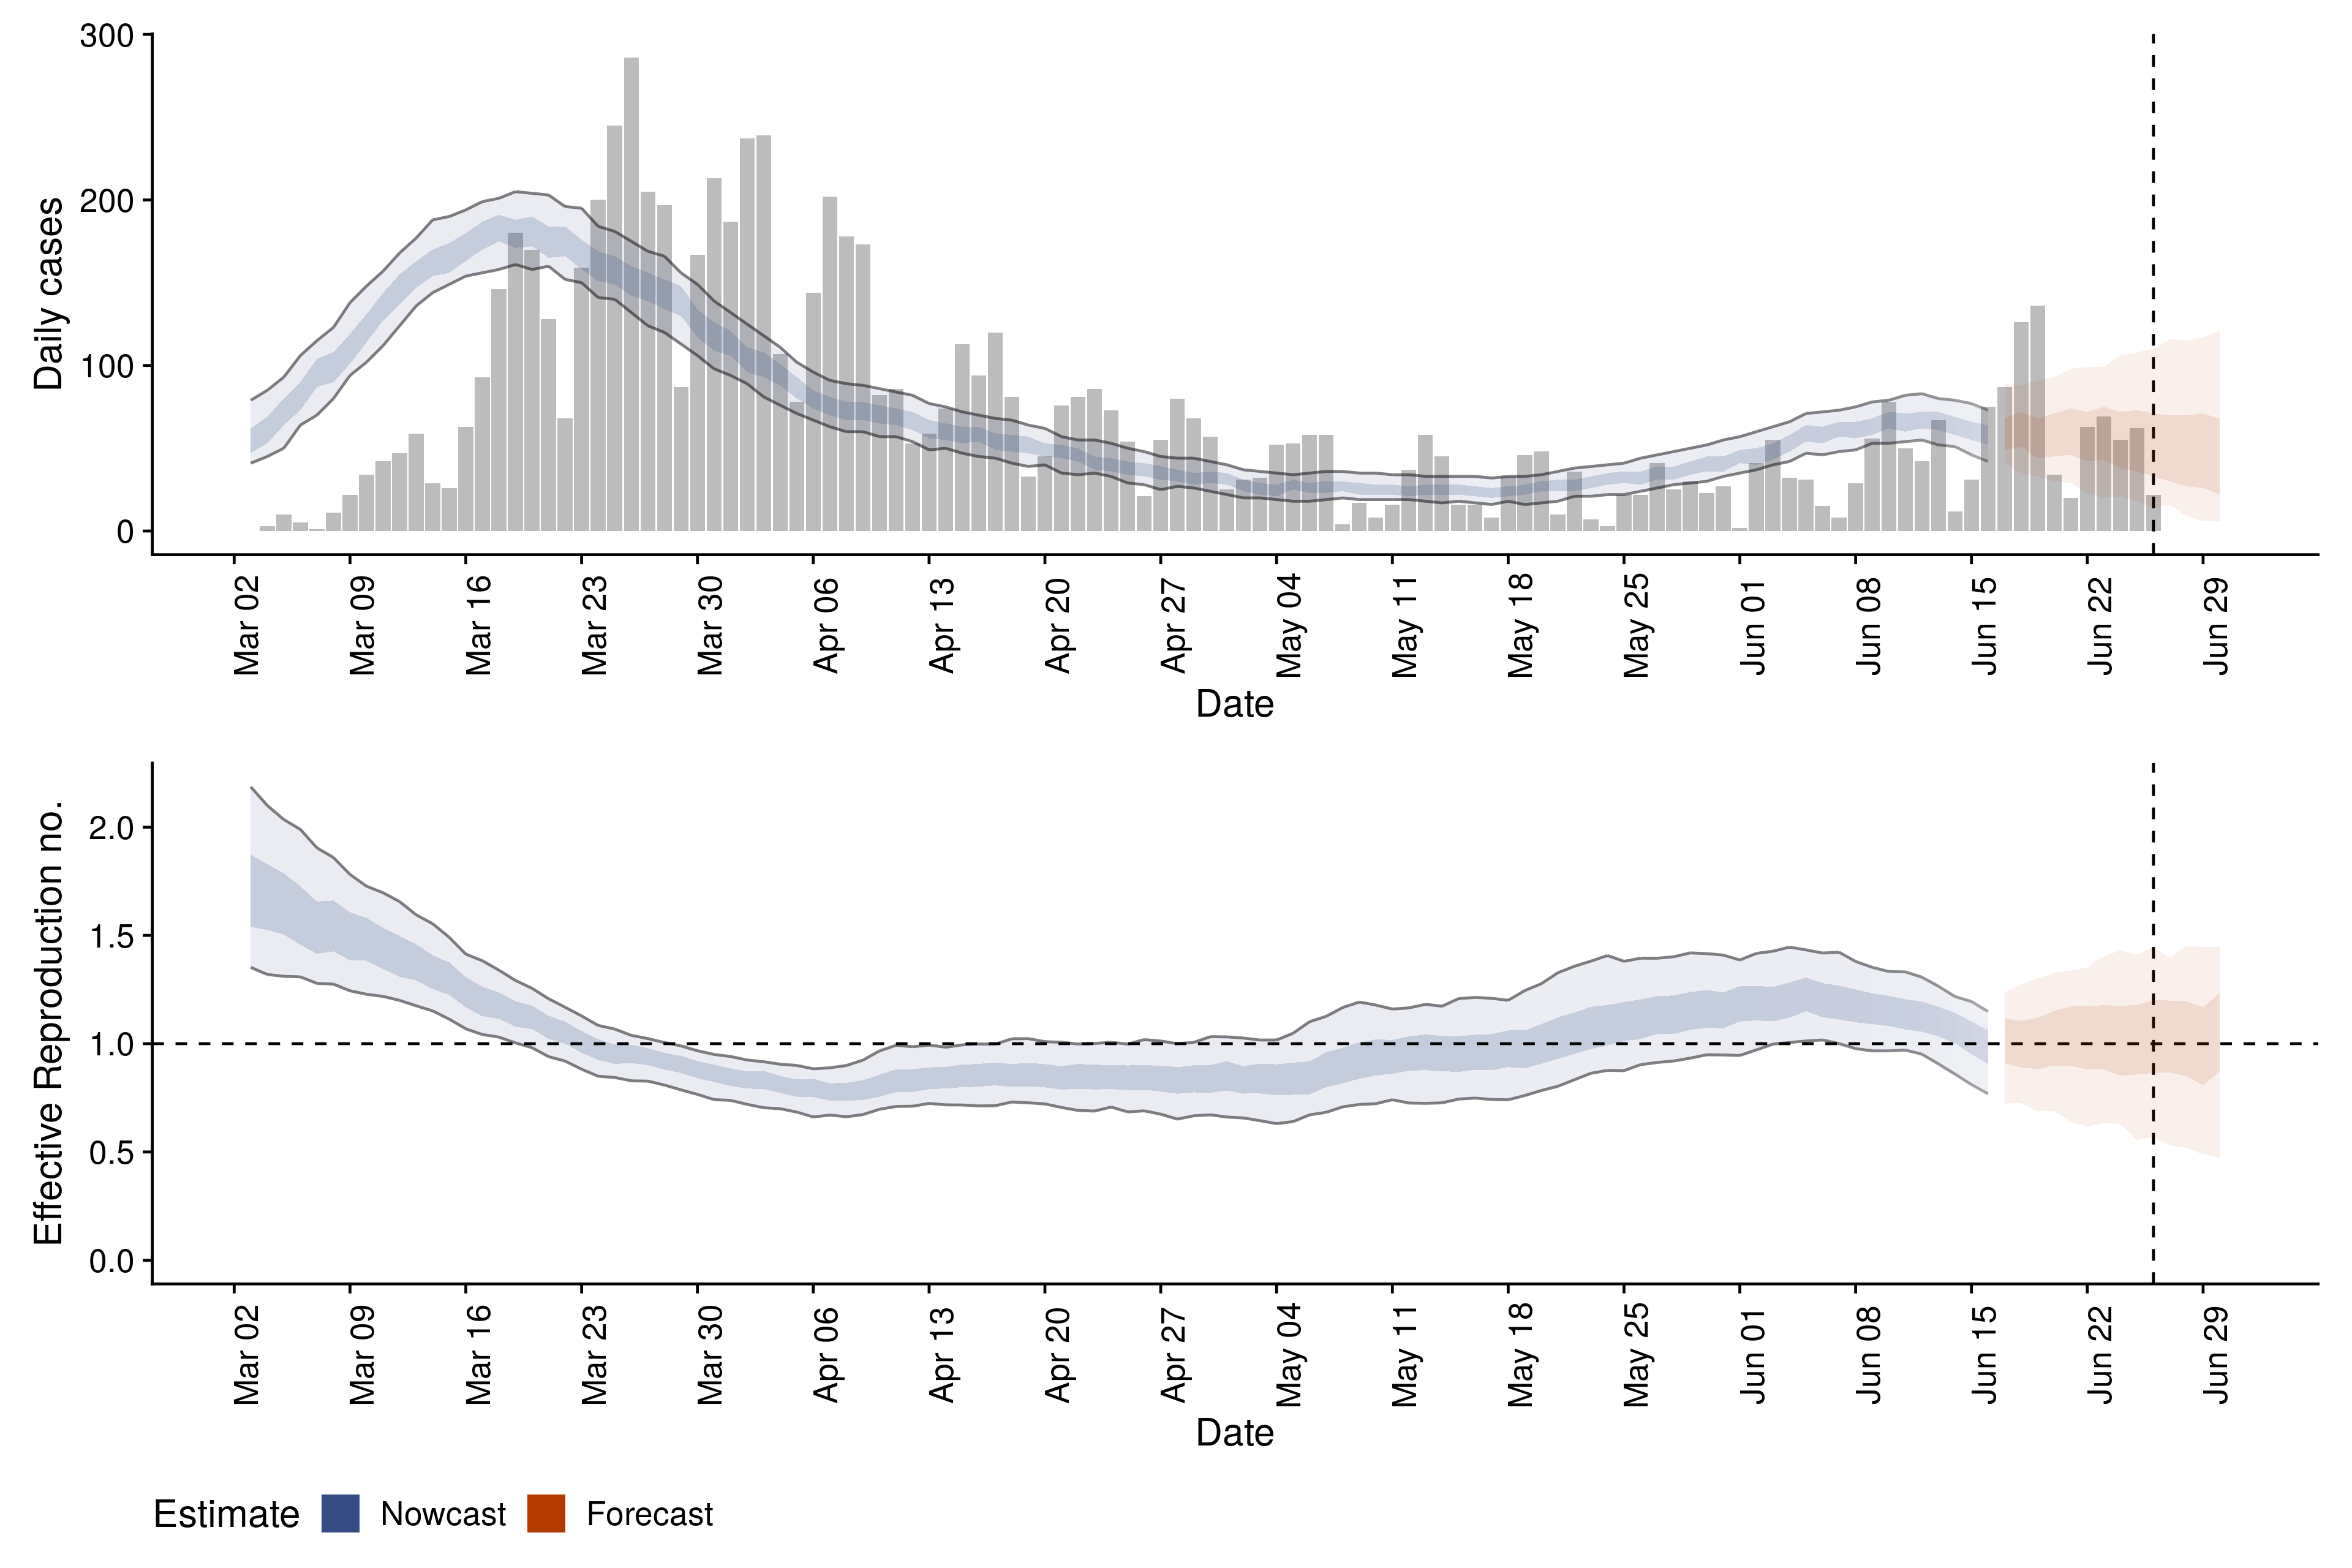 300
200
100
0
Daily cases
Mar 02
Mar 09
Mar 16
Mar 23
Mar 30
Apr 06
Apr 13
Apr 20
Apr 27
May 04
May 11
May 18
May 25
Jun 01
Jun 08
Jun 15
Jun 22
Jun 29
Date
2.0
1.5
1.0
0.5
0.0
Effective Reproduction no.
Mar 02
Mar 09
Mar 16
Mar 23
Mar 30
Apr 06
Apr 13
Apr 20
Apr 27
May 04
May 11
May 18
May 25
Jun 01
Jun 08
Jun 15
Jun 22
Jun 29
Date
Estimate Nowcast Forecast